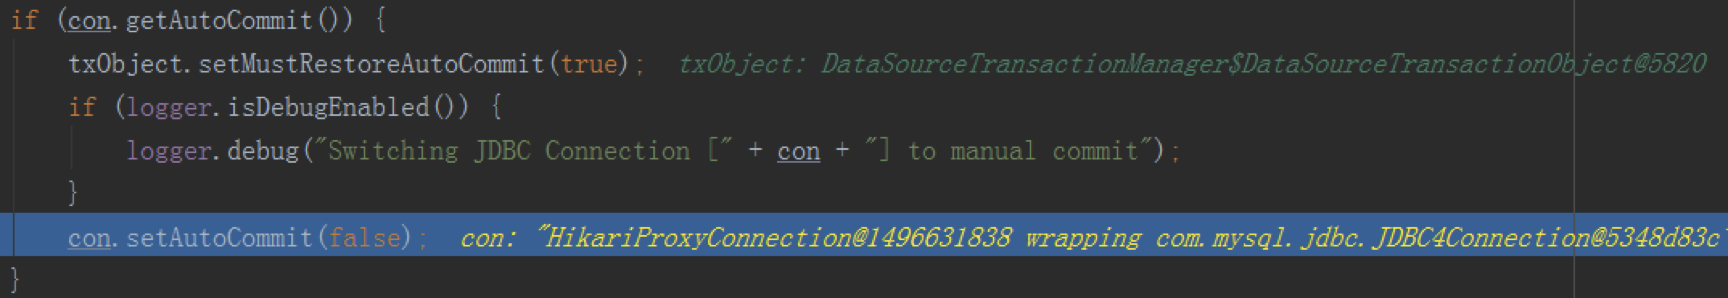 if (con.getAutoCommit()) {
txObject.setMustRestoreAutoCommit(true); txObject: DataSourceTransactionManager$DataSourceTransactionObject@5820
if (logger.isDebugEnabled()) {
logger.debug("Switching JDBC Connection [" + con + "] to manual commit");
}
con.setAutoCommit(false); con: "HikariProxyConnection@1496631838 wrapping com.mysql.jdbc.JDBC4Connection@5348d83c"
}